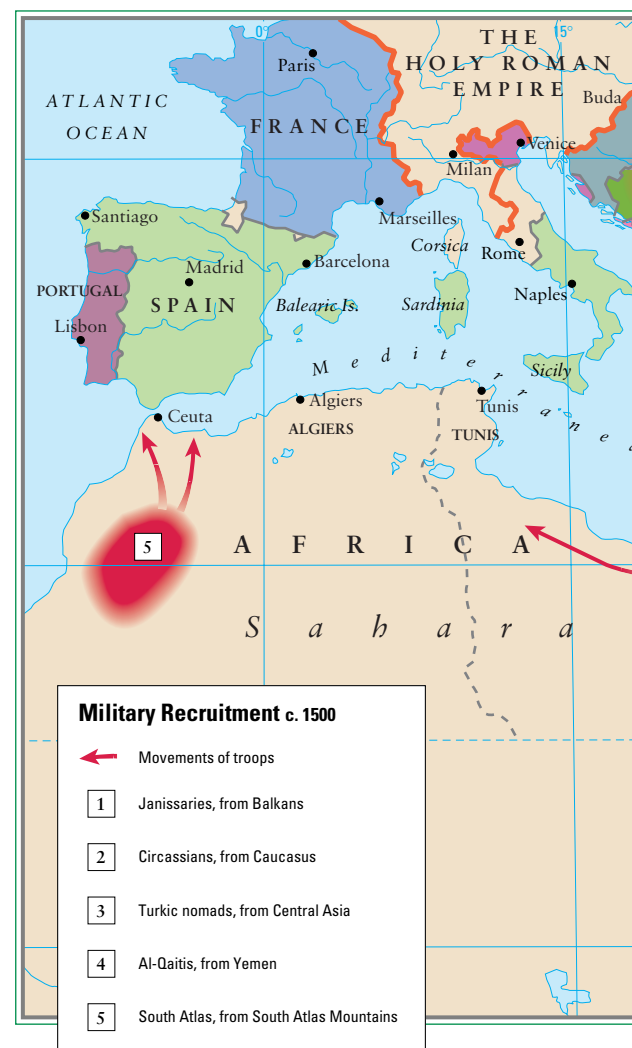 0°
15°
Paris
THE
HOLY ROMAN
EMPIRE
Buda
ATLANTIC
OCEAN
FRANCE
Venice
Milan
Santiago
Marseilles
Corsica
Rome
Madrid
Barcelona
PORTUGAL
SPAIN
Balearic Is.
Sardinia
Naples
Lisbon
Mediterranea
Sicily
Ceuta
Algiers
Tunis
ALGIERS
TUNIS
5
AFRICA
Sahara
Military Recruitment c. 1500
Movements of troops
1 Janissaries, from Balkans
2 Circassians, from Caucasus
3 Turkic nomads, from Central Asia
4 Al-Qaitis, from Yemen
5 South Atlas, from South Atlas Mountains